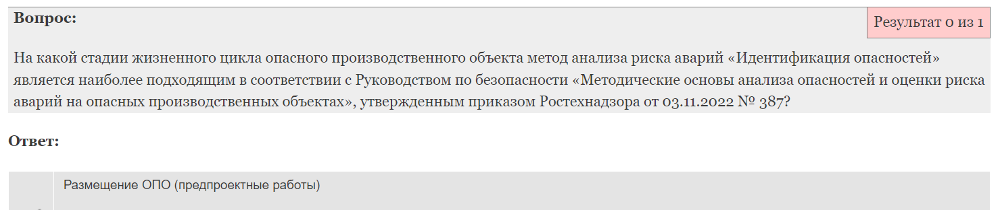 Вопрос:
Результат 0 из 1
На какой стадии жизненного цикла опасного производственного объекта метод анализа риска аварий «Идентификация опасностей»
является наиболее подходящим в соответствии с Руководством по безопасности «Методические основы анализа опасностей и оценки риска
аварий на опасных производственных объектах», утвержденным приказом Ростехнадзора от 03.11.2022 № 387?
Ответ:
Размещение ОПО (предпроектные работы)